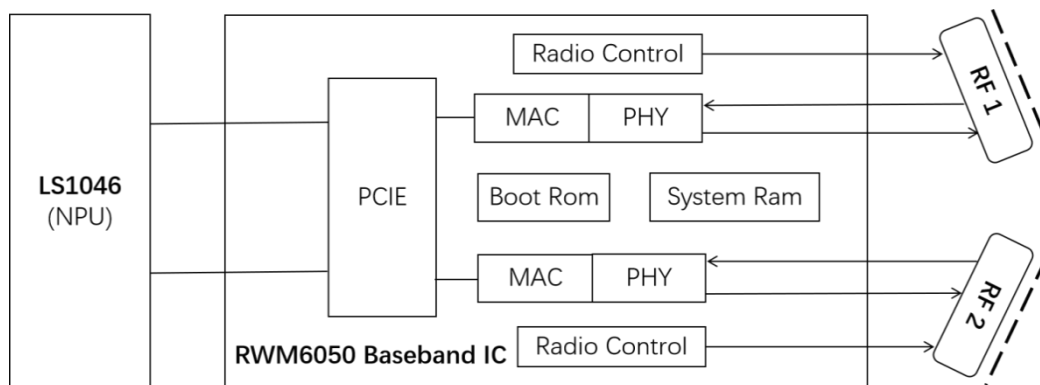 Radio Control
RF 1
MAC
PHY
LS1046
(NPU)
PCIE
Boot Rom
System Ram
MAC
PHY
RF 2
RWM6050 Baseband IC
Radio Control